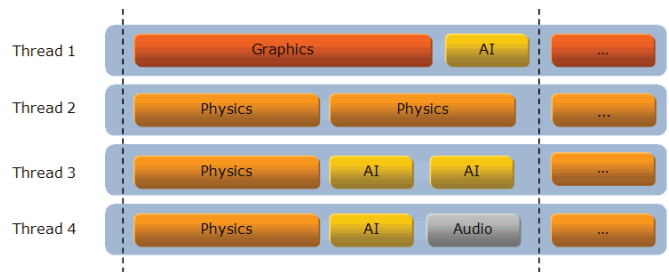 Thread 1 Graphics AI ...
Thread 2 Physics Physics ...
Thread 3 Physics AI AI ...
Thread 4 Physics AI Audio ...